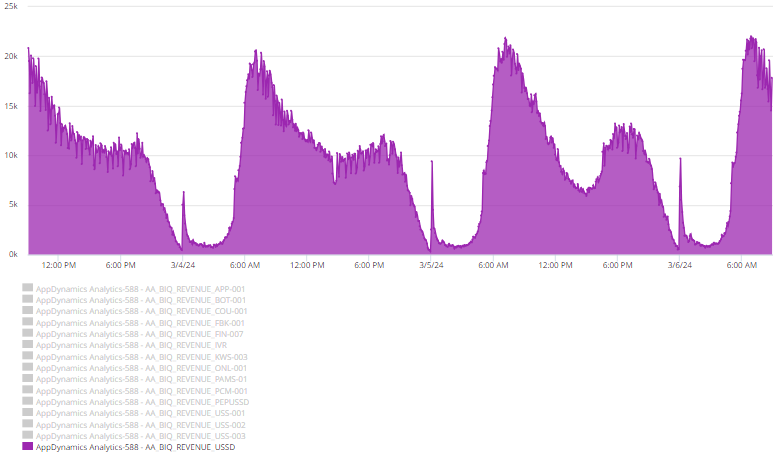 25k
20k
15k
10k
5k
0k
12:00 PM 6:00 PM 3/4/24 6:00 AM 12:00 PM 6:00 PM 3/5/24 6:00 AM 12:00 PM 6:00 PM 3/6/24 6:00 AM
AppDynamics Analytics-588 - AA_BIQ_REVENUE_APP-001
AppDynamics Analytics-588 - AA_BIQ_REVENUE_BOT-001
AppDynamics Analytics-588 - AA_BIQ_REVENUE_CDU-001
AppDynamics Analytics-588 - AA_BIQ_REVENUE_FBK-001
AppDynamics Analytics-588 - AA_BIQ_REVENUE_FIN-007
AppDynamics Analytics-588 - AA_BIQ_REVENUE_IVR
AppDynamics Analytics-588 - AA_BIQ_REVENUE_KWS-003
AppDynamics Analytics-588 - AA_BIQ_REVENUE_ONL-001
AppDynamics Analytics-588 - AA_BIQ_REVENUE_PAMS-01
AppDynamics Analytics-588 - AA_BIQ_REVENUE_PCM-001
AppDynamics Analytics-588 - AA_BIQ_REVENUE_PEPUSSD
AppDynamics Analytics-588 - AA_BIQ_REVENUE_USS-001
AppDynamics Analytics-588 - AA_BIQ_REVENUE_USS-002
AppDynamics Analytics-588 - AA_BIQ_REVENUE_USS-003
AppDynamics Analytics-588 - AA_BIQ_REVENUE_USSD